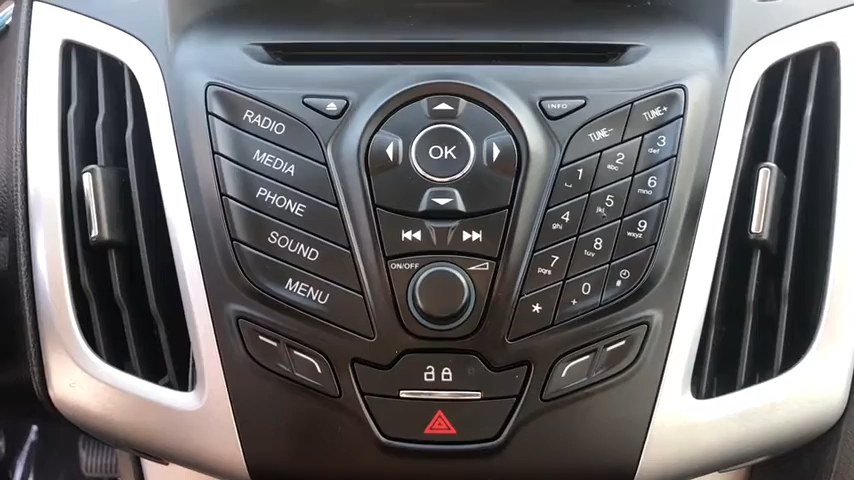 RADIO
MEDIA
PHONE
SOUND
MENU
OK
ON/OFF
INFO
TUNE-
TUNE+
1
2 abc
3 def
4 ghi
5 jkl
6 mno
7 pqrs
8 tuv
9 wxyz
*
0 +
#